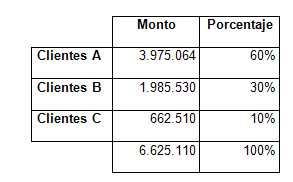 Monto Porcentaje
Clientes A 3.975.064 60%
Clientes B 1.985.530 30%
Clientes C 662.510 10%
6.625.110 100%